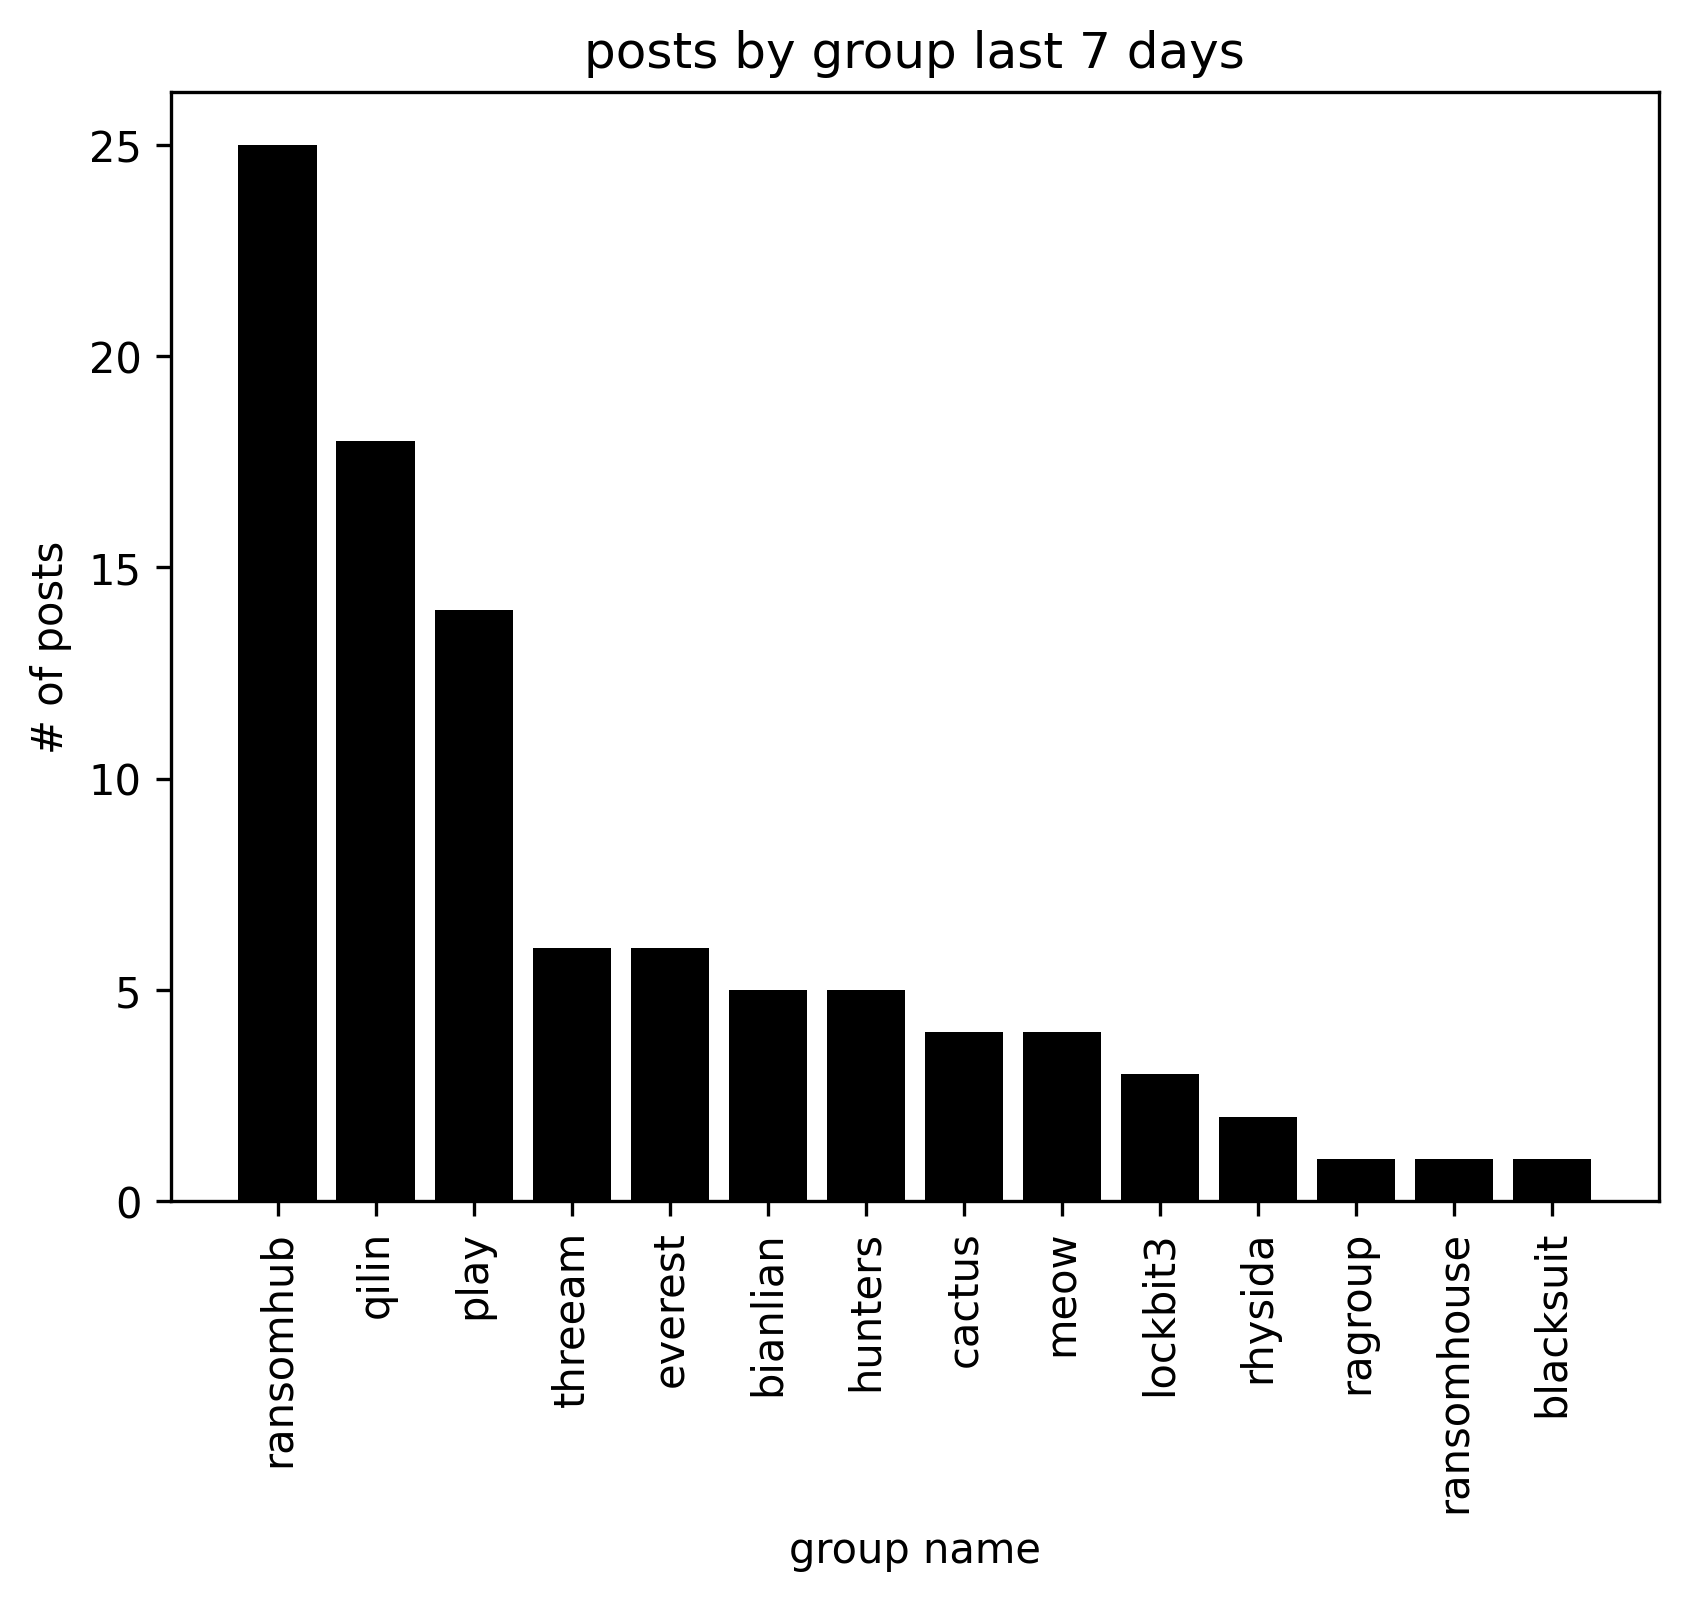 posts by group last 7 days
# of posts
25
20
15
10
5
0
ransomhub
qilin
play
threeam
everest
bianlian
hunters
cactus
meow
lockbit3
rhysida
ragroup
ransomhouse
blacksuit
group name